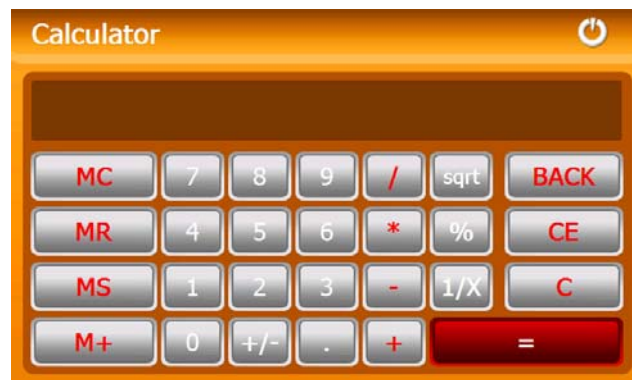 Calculator
MC 7 8 9 / sqrt BACK
MR 4 5 6 * % CE
MS 1 2 3 - 1/X C
M+ 0 +/- . + =